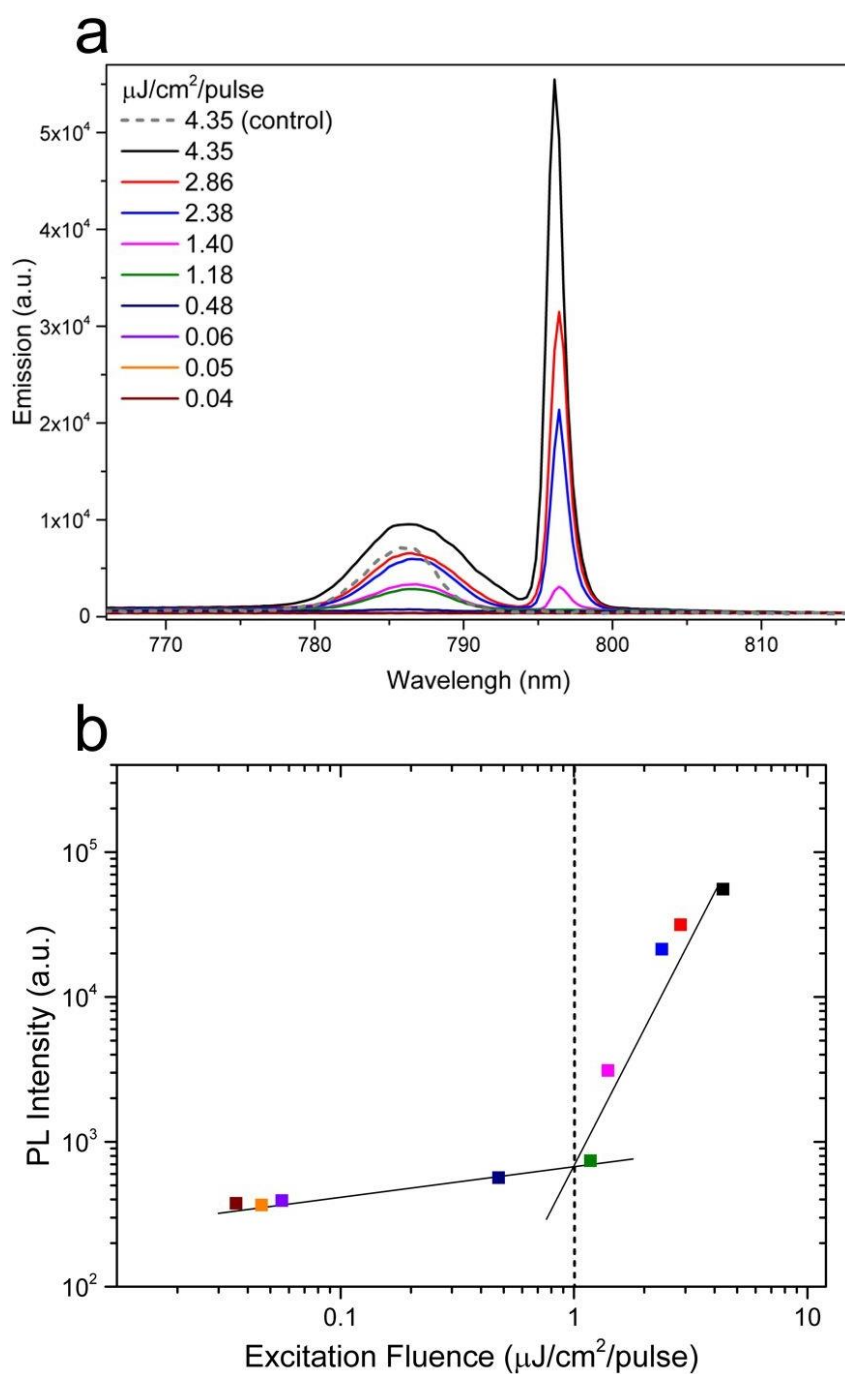 a
μJ/cm²/pulse
4.35 (control)
4.35
2.86
2.38
1.40
1.18
0.48
0.06
0.05
0.04
5x10⁴
4x10⁴
3x10⁴
2x10⁴
1x10⁴
0
Emission (a.u.)
770 780 790 800 810
Wavelengh (nm)
b
10⁵
10⁴
10³
10²
PL Intensity (a.u.)
0.1 1 10
Excitation Fluence (μJ/cm²/pulse)